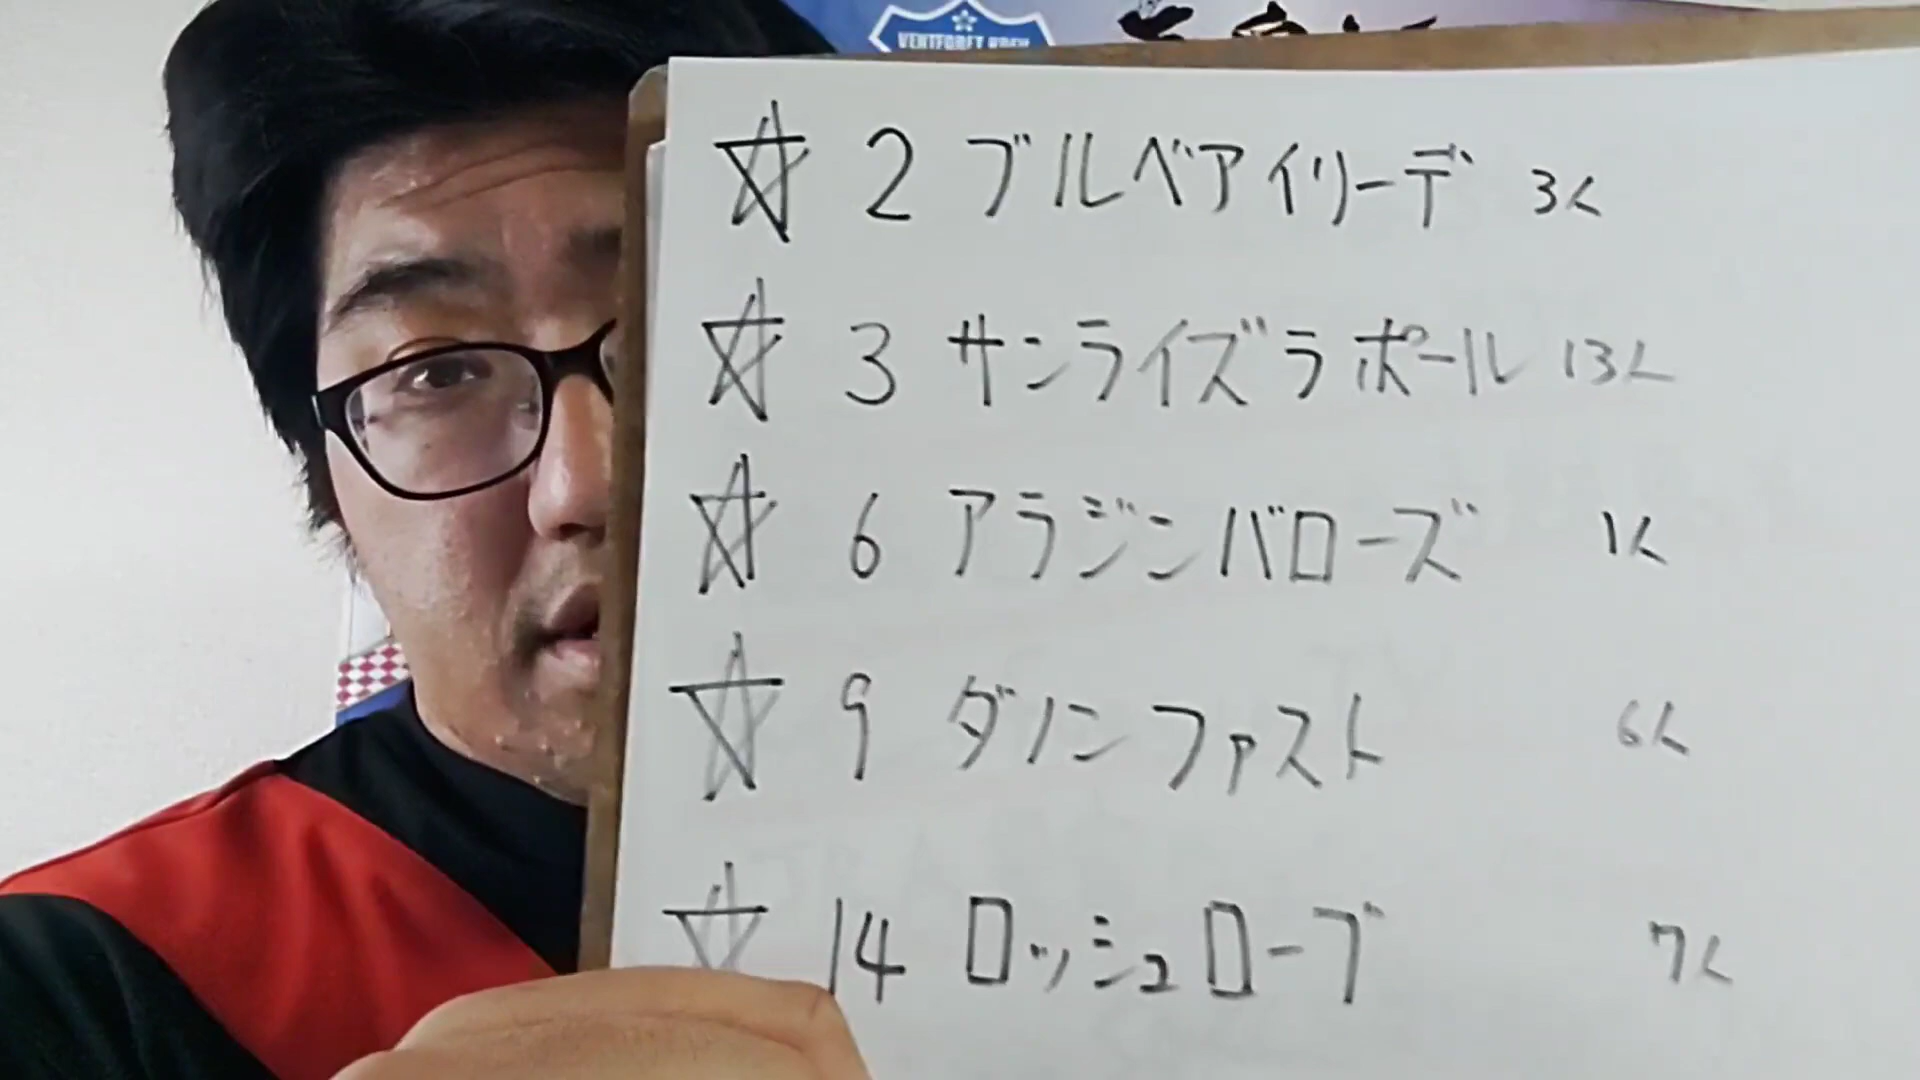 VENTFORET KOFU
☆ 2 ブルベアイリーデ 3人
☆ 3 サンライズラポール 13人
☆ 6 アラジンバローズ 1人
☆ 9 ダノンファスト 6人
☆ 14 ロッシュローブ 7人